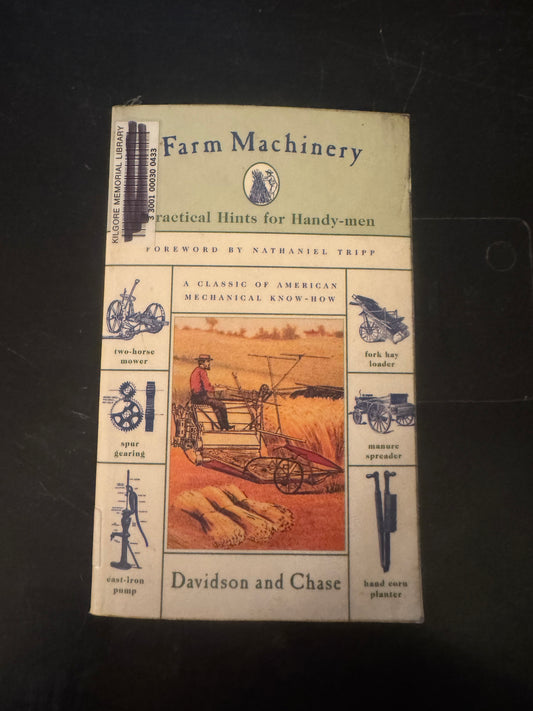 KILGORE MEMORIAL LIBRARY
3001 00030 0433
Farm Machinery
Practical Hints for Handy-men
FOREWORD BY NATHANIEL TRIPP
A CLASSIC OF AMERICAN
MECHANICAL KNOW-HOW
two-horse
mower
fork hay
loader
spur
gearing
manure
spreader
cast-iron
pump
hand corn
planter
Davidson and Chase